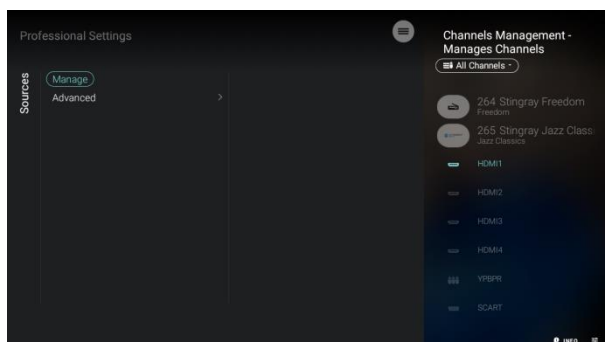 Professional Settings
Sources
Manage
Advanced
Channels Management -
Manages Channels
All Channels
264 Stingray Freedom
Freedom
265 Stingray Jazz Class
Jazz Classics
HDMI1
HDMI2
HDMI3
HDMI4
YPBPR
SCART
INFO